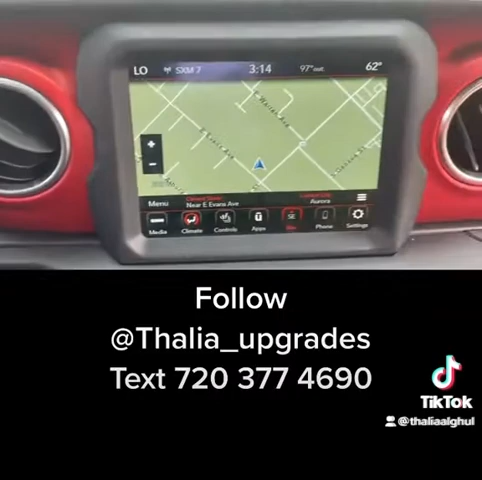 LO SXM 7 3:14 97°out 62°
+
−
Menu Near E Evans Ave Aurora
Media Climate Controls Apps Nav Phone Settings
Follow
@Thalia_upgrades
Text 720 377 4690
TikTok
@thaliaalghul